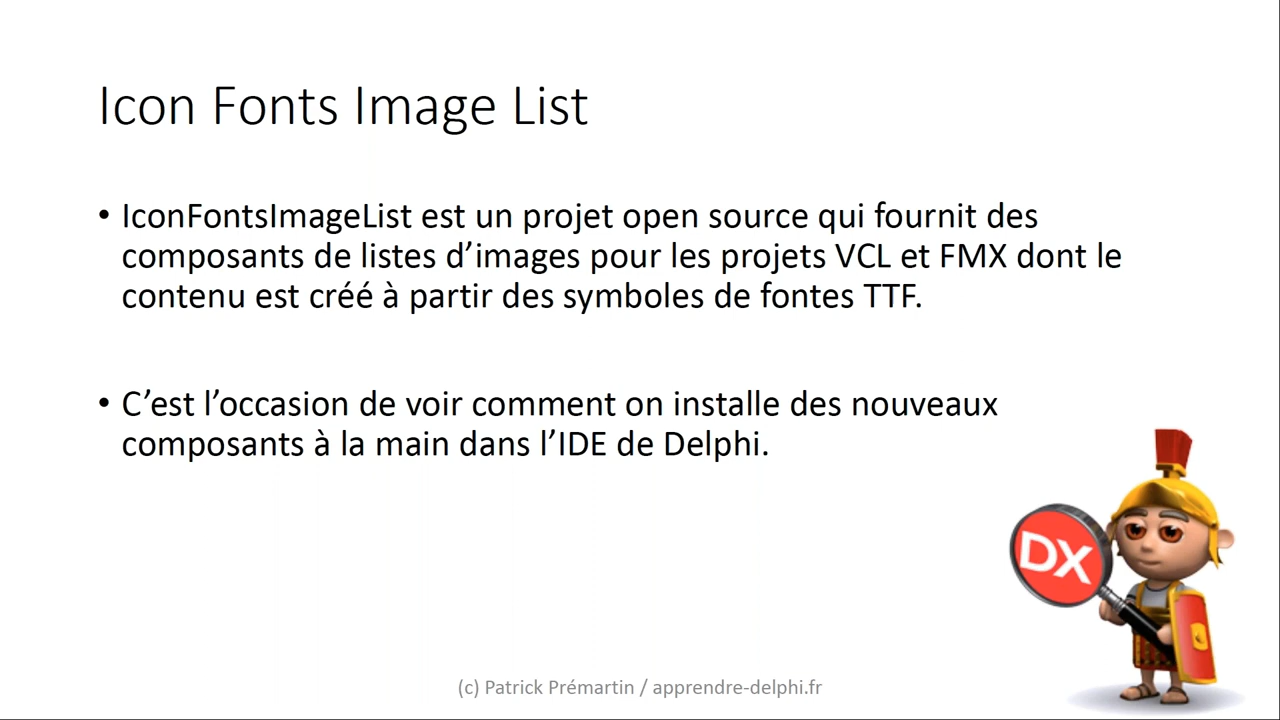 Icon Fonts Image List
• IconFontsImageList est un projet open source qui fournit des
composants de listes d’images pour les projets VCL et FMX dont le
contenu est créé à partir des symboles de fontes TTF.
• C’est l’occasion de voir comment on installe des nouveaux
composants à la main dans l’IDE de Delphi.
DX
(c) Patrick Prémartin / apprendre-delphi.fr